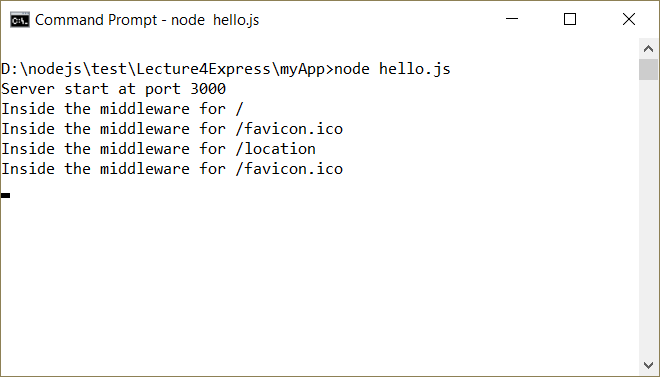 Command Prompt - node  hello.js
D:\nodejs\test\Lecture4Express\myApp>node hello.js
Server start at port 3000
Inside the middleware for /
Inside the middleware for /favicon.ico
Inside the middleware for /location
Inside the middleware for /favicon.ico